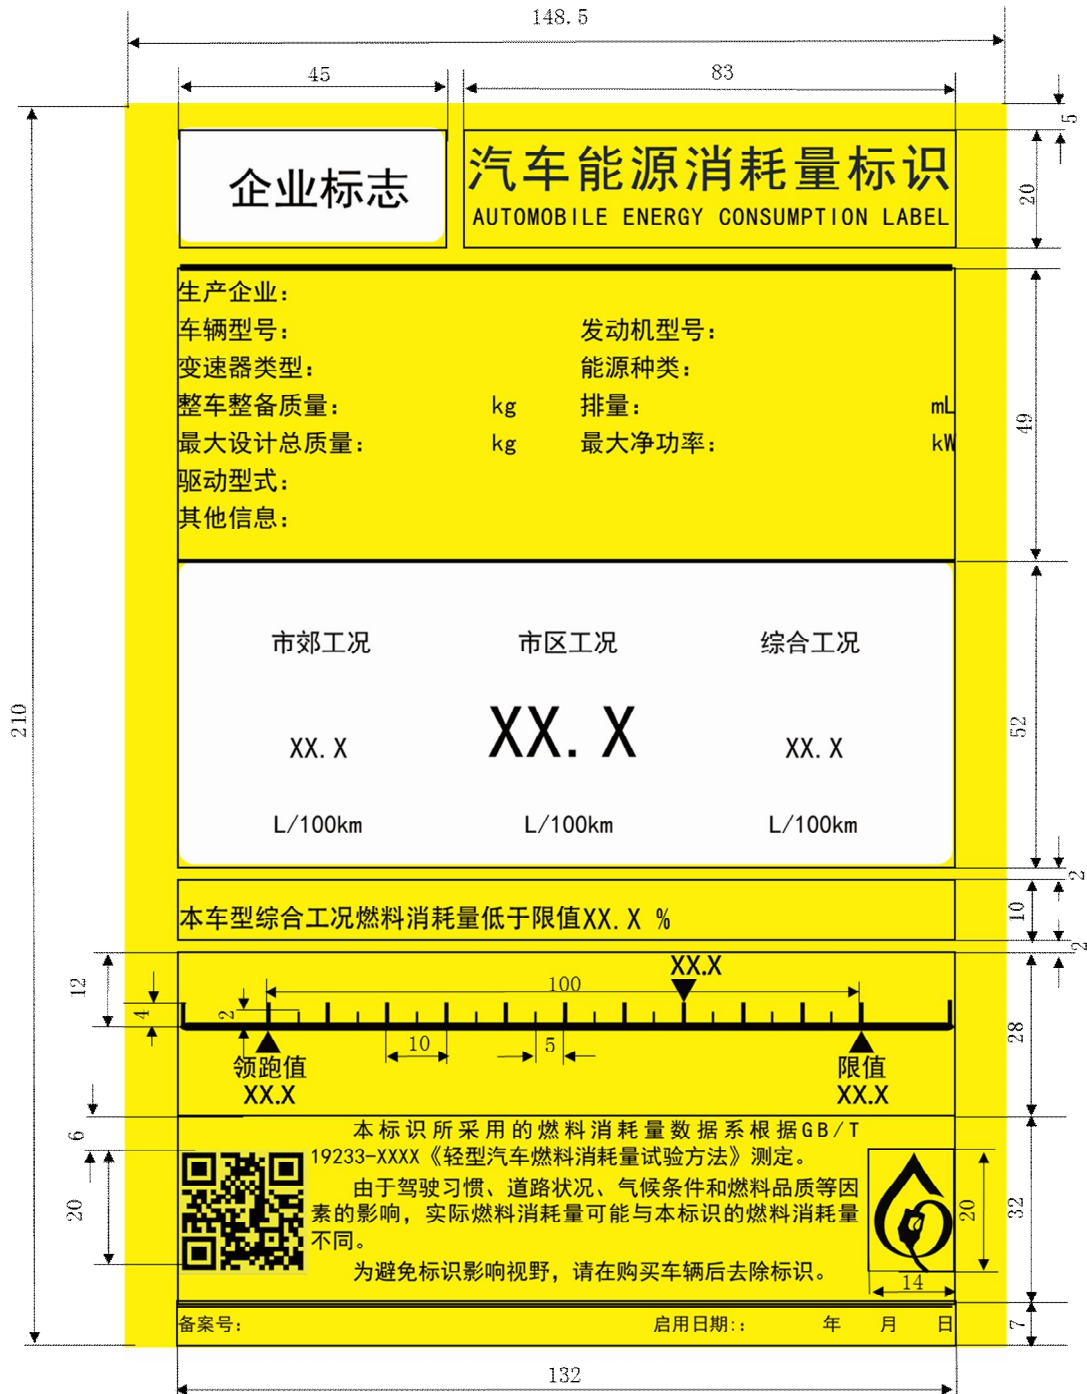 148.5
45
83
5
企业标志
汽车能源消耗量标识
AUTOMOBILE ENERGY CONSUMPTION LABEL
20
生产企业：
车辆型号： 发动机型号：
变速器类型： 能源种类：
整车整备质量： kg 排量： mL
最大设计总质量： kg 最大净功率： kW
驱动型式：
其他信息：
49
210
市郊工况 市区工况 综合工况
XX.X XX.X XX.X
L/100km L/100km L/100km
52
2
本车型综合工况燃料消耗量低于限值XX.X %
10
2
XX.X
12
100
4
2
10
5
28
领跑值 限值
XX.X XX.X
6
本标识所采用的燃料消耗量数据系根据GB/T
19233-XXXX《轻型汽车燃料消耗量试验方法》测定。
由于驾驶习惯、道路状况、气候条件和燃料品质等因
素的影响，实际燃料消耗量可能与本标识的燃料消耗量
不同。
为避免标识影响视野，请在购买车辆后去除标识。
20
20
32
14
备案号： 启用日期：： 年 月 日
7
132